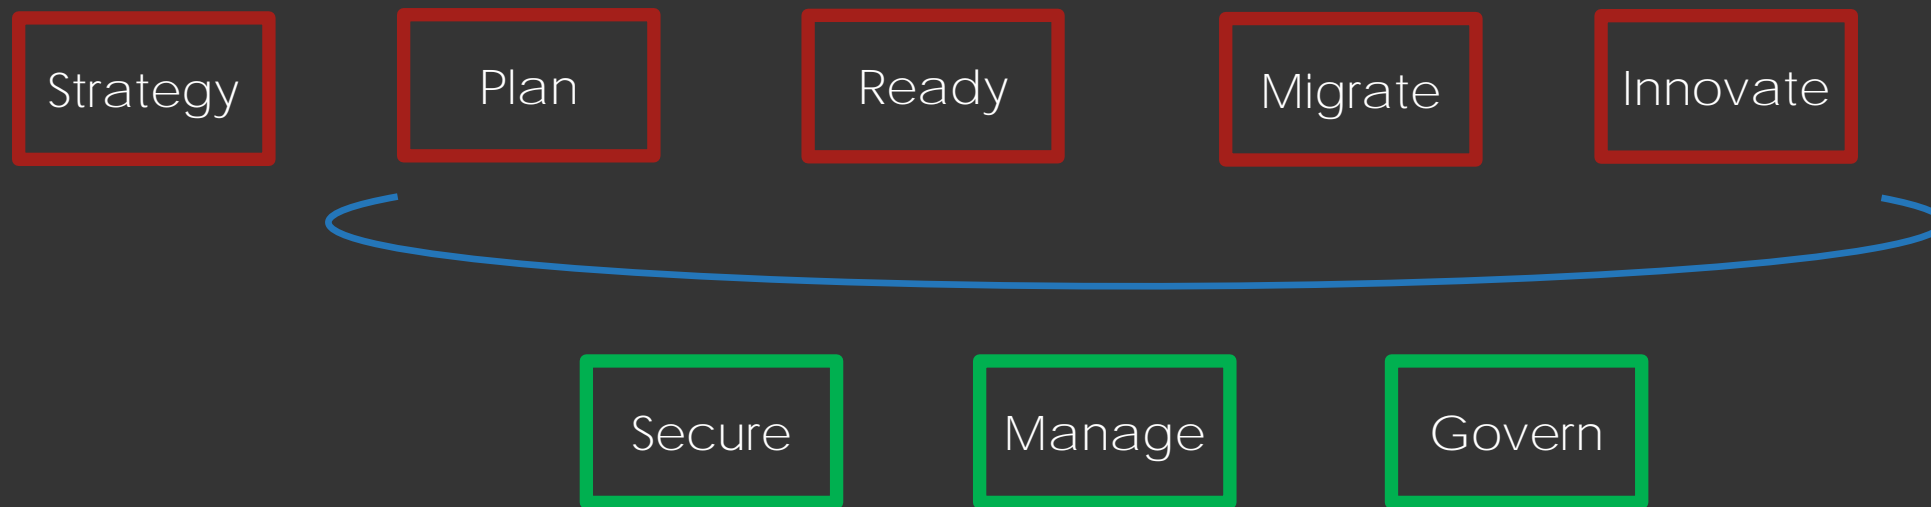 Strategy
Plan
Ready
Migrate
Innovate
Secure
Manage
Govern